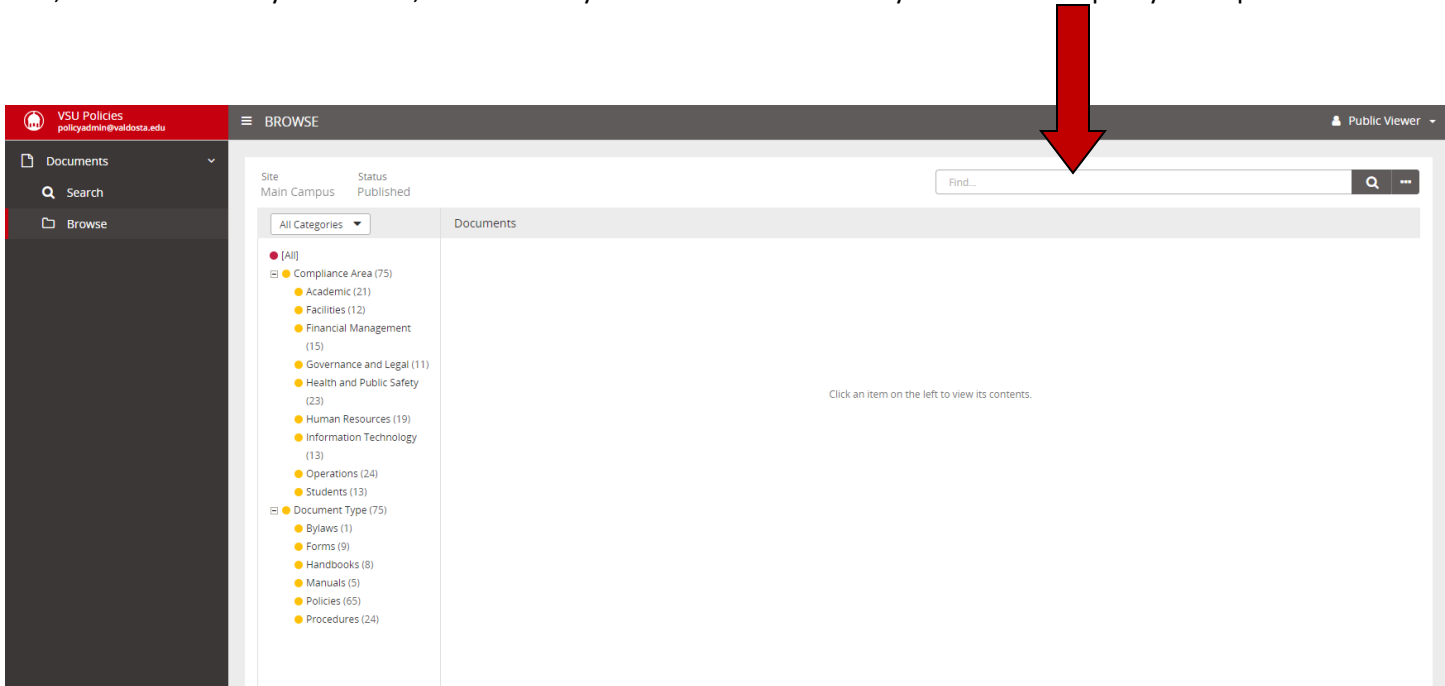 VSU Policies
policyadmin@valdosta.edu
BROWSE
Public Viewer
Documents
Search
Browse
Site
Status
Main Campus
Published
Find...
All Categories
Documents
[All]
Compliance Area (75)
Academic (21)
Facilities (12)
Financial Management
(15)
Governance and Legal (11)
Health and Public Safety
(23)
Human Resources (19)
Information Technology
(13)
Operations (24)
Students (13)
Document Type (75)
Bylaws (1)
Forms (9)
Handbooks (8)
Manuals (5)
Policies (65)
Procedures (24)
Click an item on the left to view its contents.